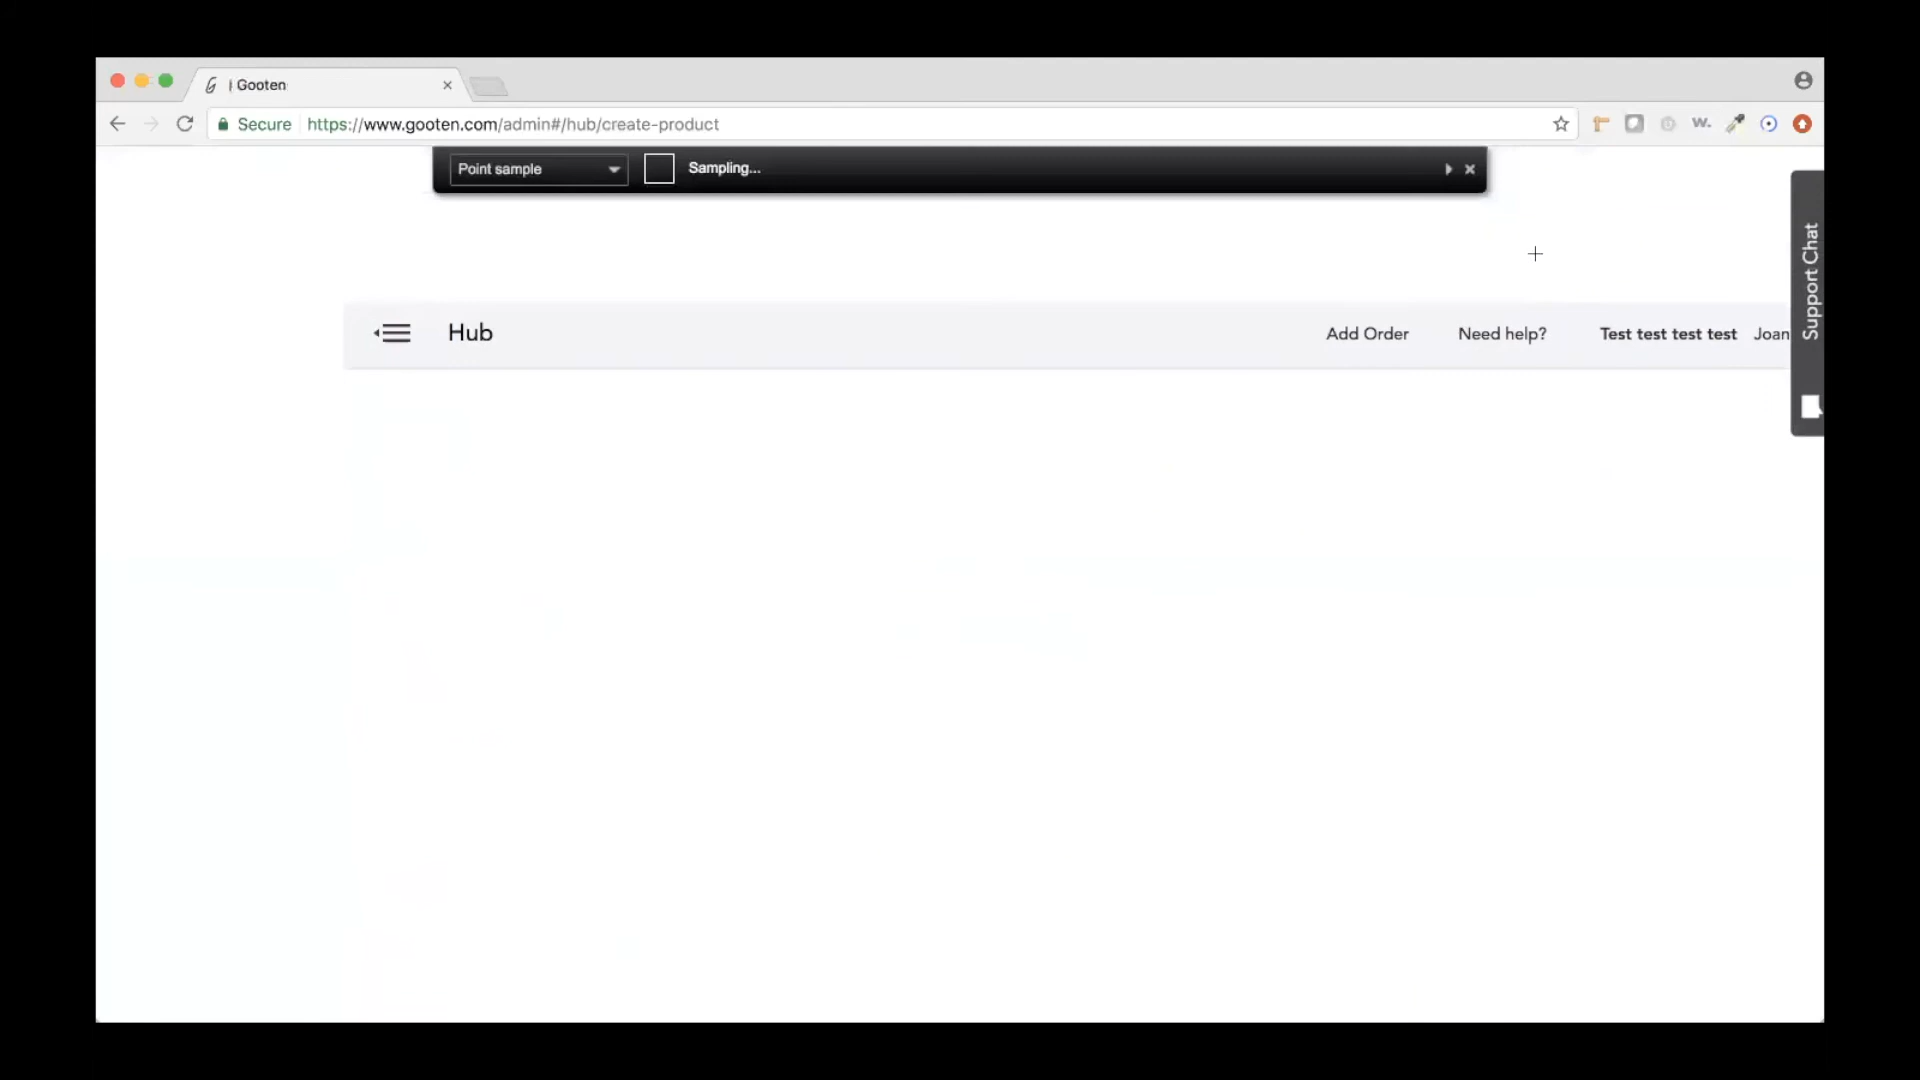 | Gooten
Secure https://www.gooten.com/admin#/hub/create-product
W.
Point sample Sampling...
Support Chat
Hub Add Order Need help? Test test test test Joan